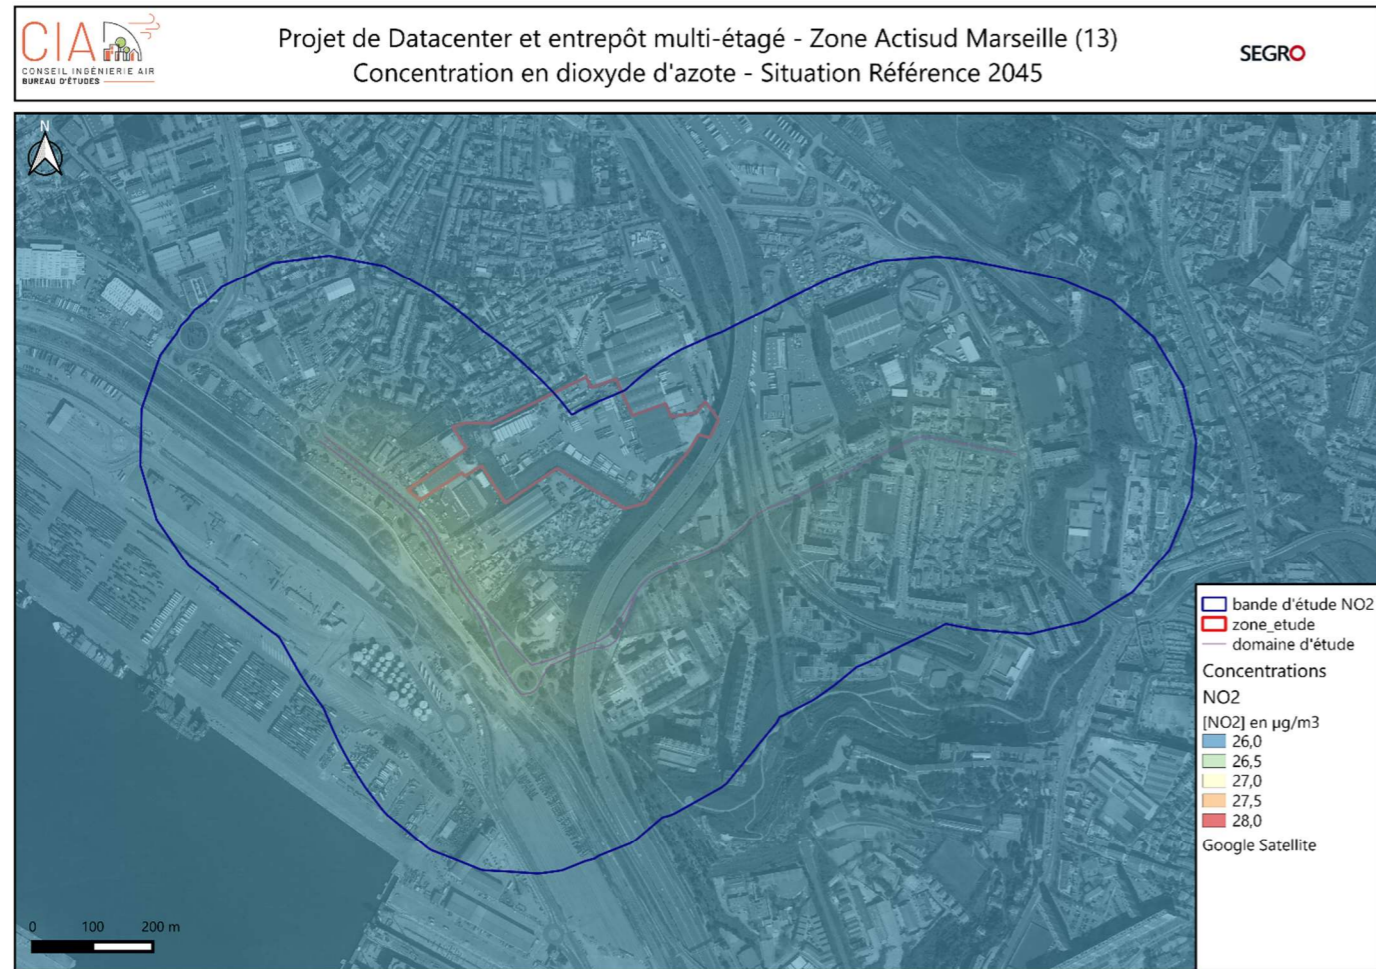 CIA
CONSEIL INGÉNIERIE AIR
BUREAU D'ÉTUDES
Projet de Datacenter et entrepôt multi-étagé - Zone Actisud Marseille (13)
Concentration en dioxyde d'azote - Situation Référence 2045
SEGRO
N
bande d'étude NO2
zone_etude
domaine d'étude
Concentrations
NO2
[NO2] en µg/m3
26,0
26,5
27,0
27,5
28,0
Google Satellite
0 100 200 m